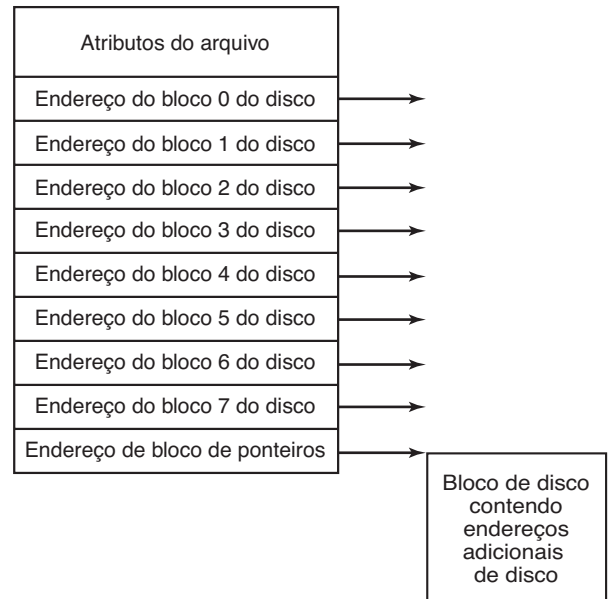 Atributos do arquivo
Endereço do bloco 0 do disco
Endereço do bloco 1 do disco
Endereço do bloco 2 do disco
Endereço do bloco 3 do disco
Endereço do bloco 4 do disco
Endereço do bloco 5 do disco
Endereço do bloco 6 do disco
Endereço do bloco 7 do disco
Endereço de bloco de ponteiros
Bloco de disco
contendo
endereços
adicionais
de disco